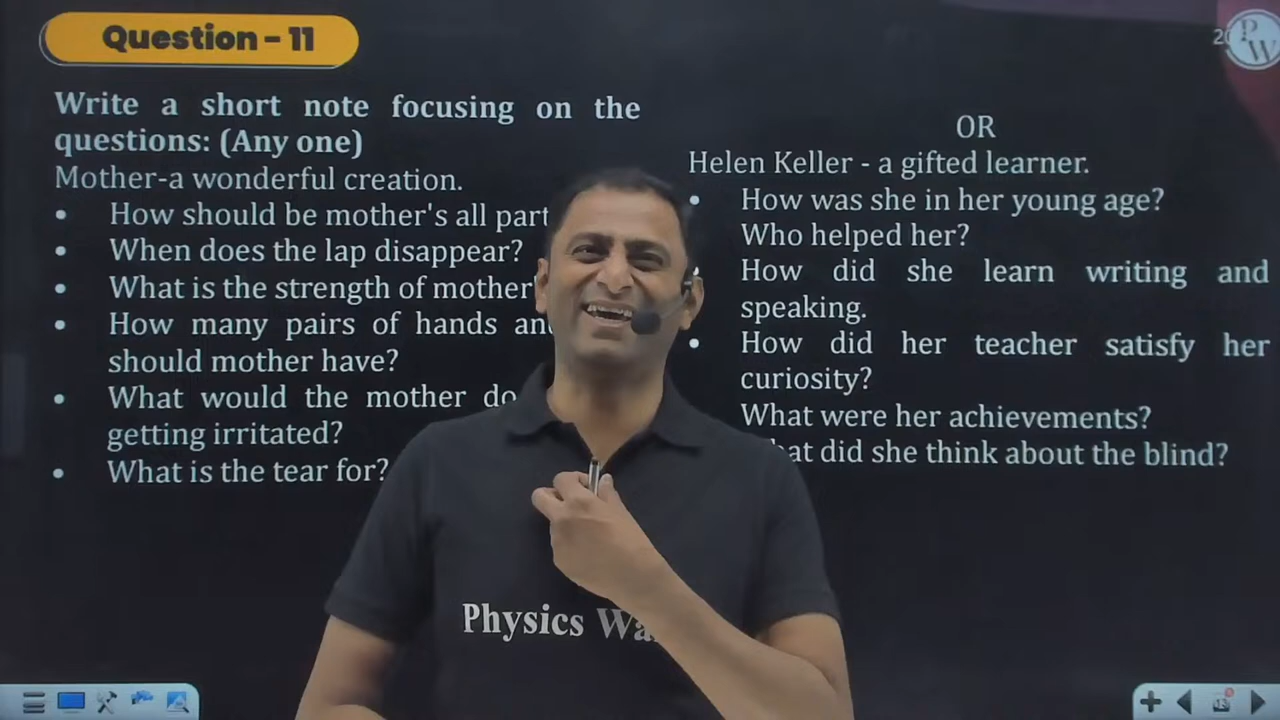 Question - 11
Write a short note focusing on the
questions: (Any one)
Mother-a wonderful creation.
• How should be mother's all part
• When does the lap disappear?
• What is the strength of mother'
• How many pairs of hands an
should mother have?
• What would the mother do
getting irritated?
• What is the tear for?
OR
Helen Keller - a gifted learner.
• How was she in her young age?
Who helped her?
How did she learn writing and
speaking.
• How did her teacher satisfy her
curiosity?
What were her achievements?
did she think about the blind?
PW
Physics